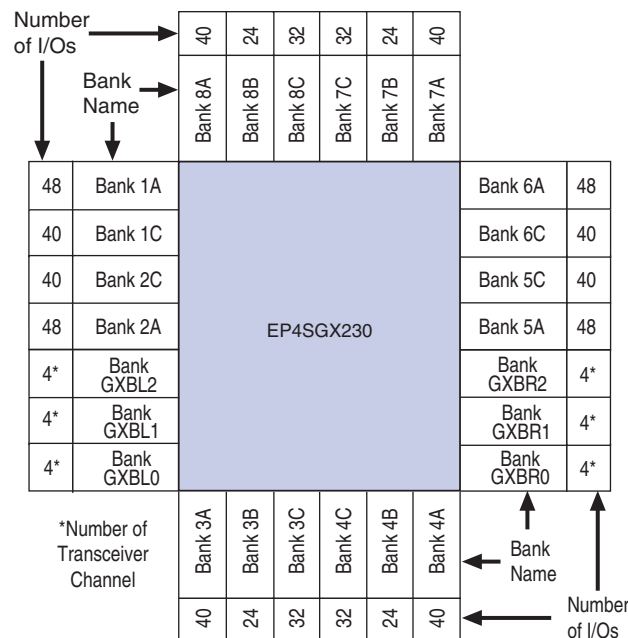 Number
of I/Os
40 24 32 32 24 40
Bank
Name
Bank 8A Bank 8B Bank 8C Bank 7C Bank 7B Bank 7A
48 Bank 1A Bank 6A 48
40 Bank 1C Bank 6C 40
40 Bank 2C Bank 5C 40
48 Bank 2A EP4SGX230 Bank 5A 48
4* Bank
GXBL2 Bank
GXBR2 4*
4* Bank
GXBL1 Bank
GXBR1 4*
4* Bank
GXBL0 Bank
GXBR0 4*
*Number of
Transceiver
Channel
Bank 3A Bank 3B Bank 3C Bank 4C Bank 4B Bank 4A
Bank
Name
40 24 32 32 24 40
Number
of I/Os